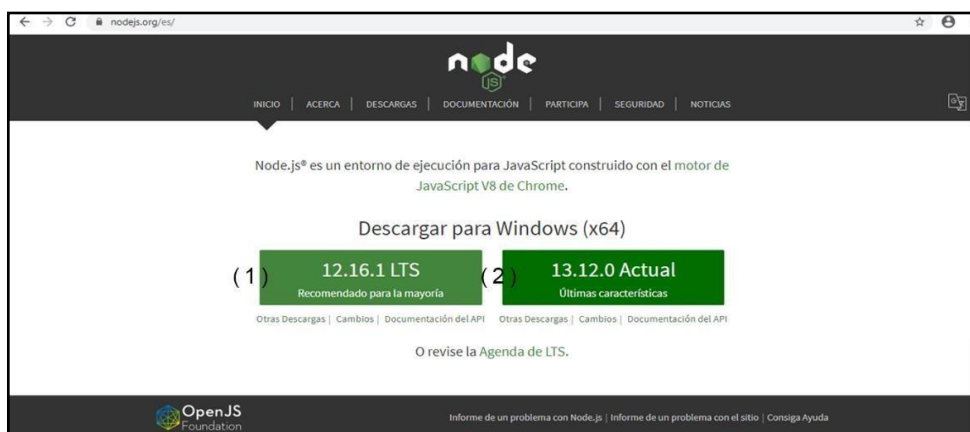 nodejs.org/es/
node
JS
INICIO | ACERCA | DESCARGAS | DOCUMENTACIÓN | PARTICIPA | SEGURIDAD | NOTICIAS
Node.js® es un entorno de ejecución para JavaScript construido con el motor de
JavaScript V8 de Chrome.
Descargar para Windows (x64)
(1) 12.16.1 LTS
Recomendado para la mayoría
(2) 13.12.0 Actual
Últimas características
Otras Descargas | Cambios | Documentación del API
Otras Descargas | Cambios | Documentación del API
O revise la Agenda de LTS.
OpenJS
Foundation
Informe de un problema con Node.js | Informe de un problema con el sitio | Consiga Ayuda